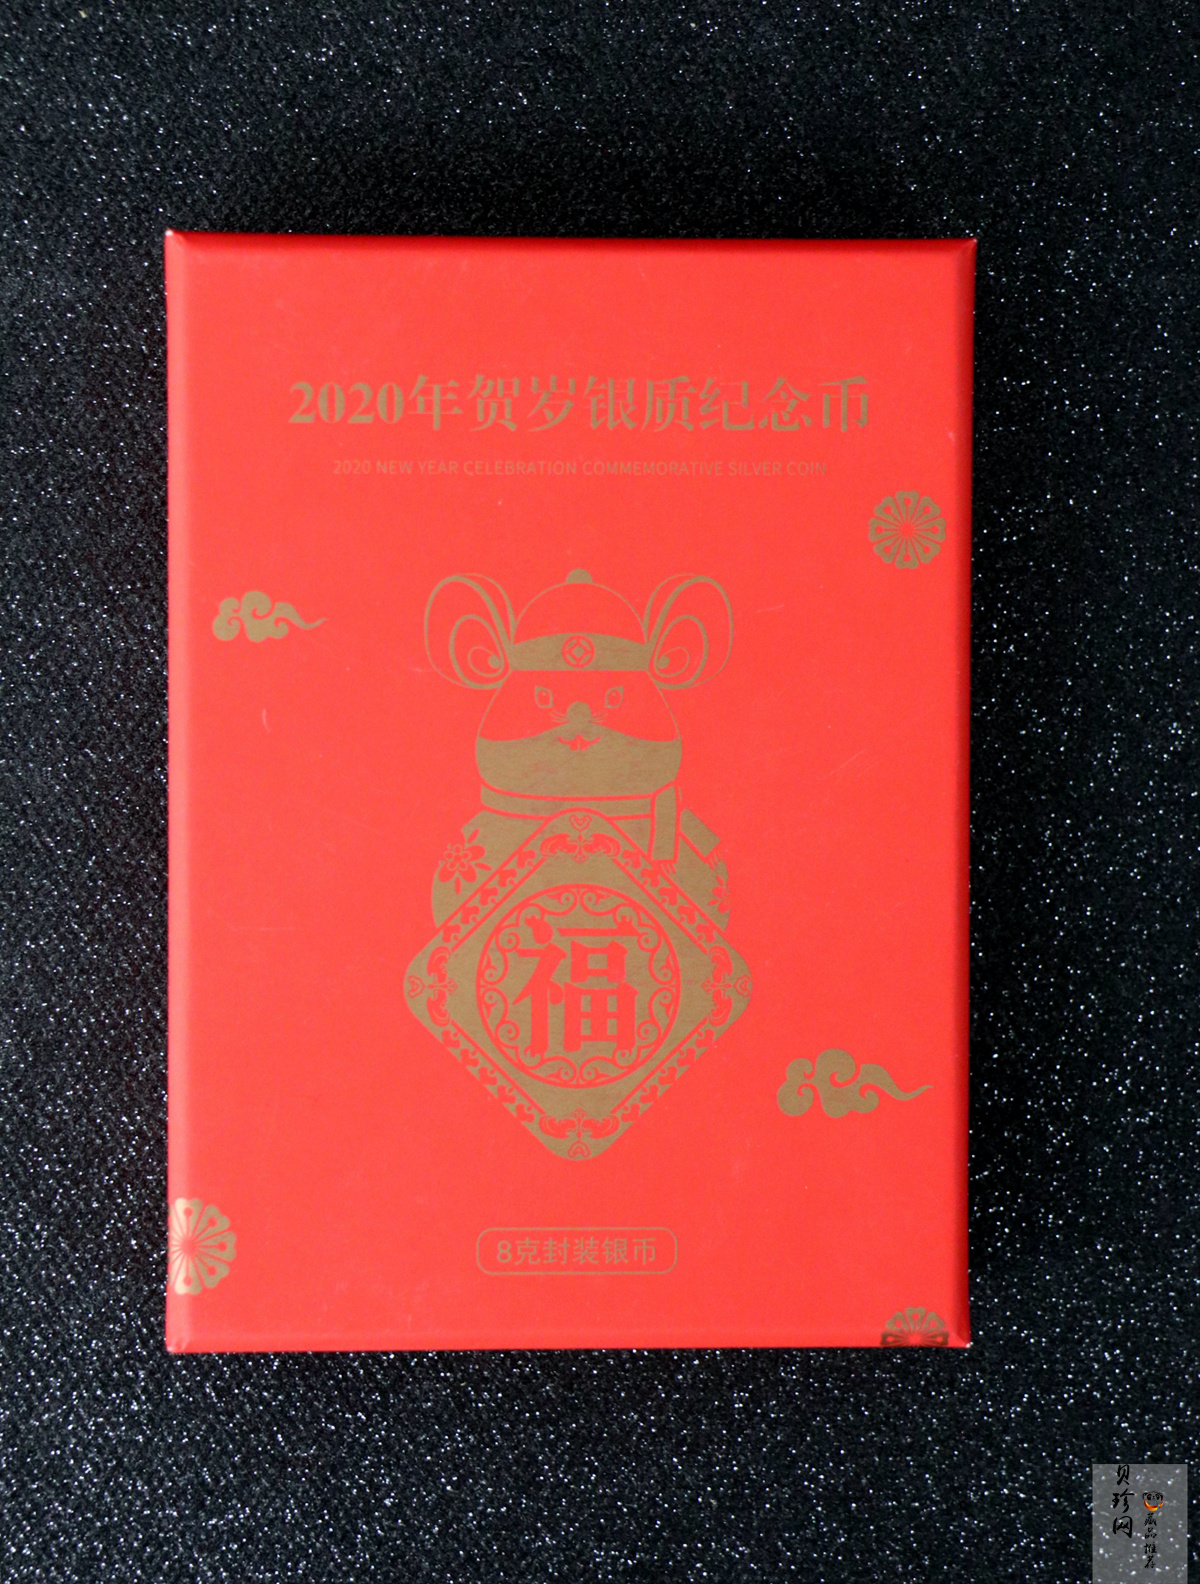 2020年贺岁银质纪念币
2020 NEW YEAR CELEBRATION COMMEMORATIVE SILVER COIN
福
8克封装银币
贝珍网
藏品推荐